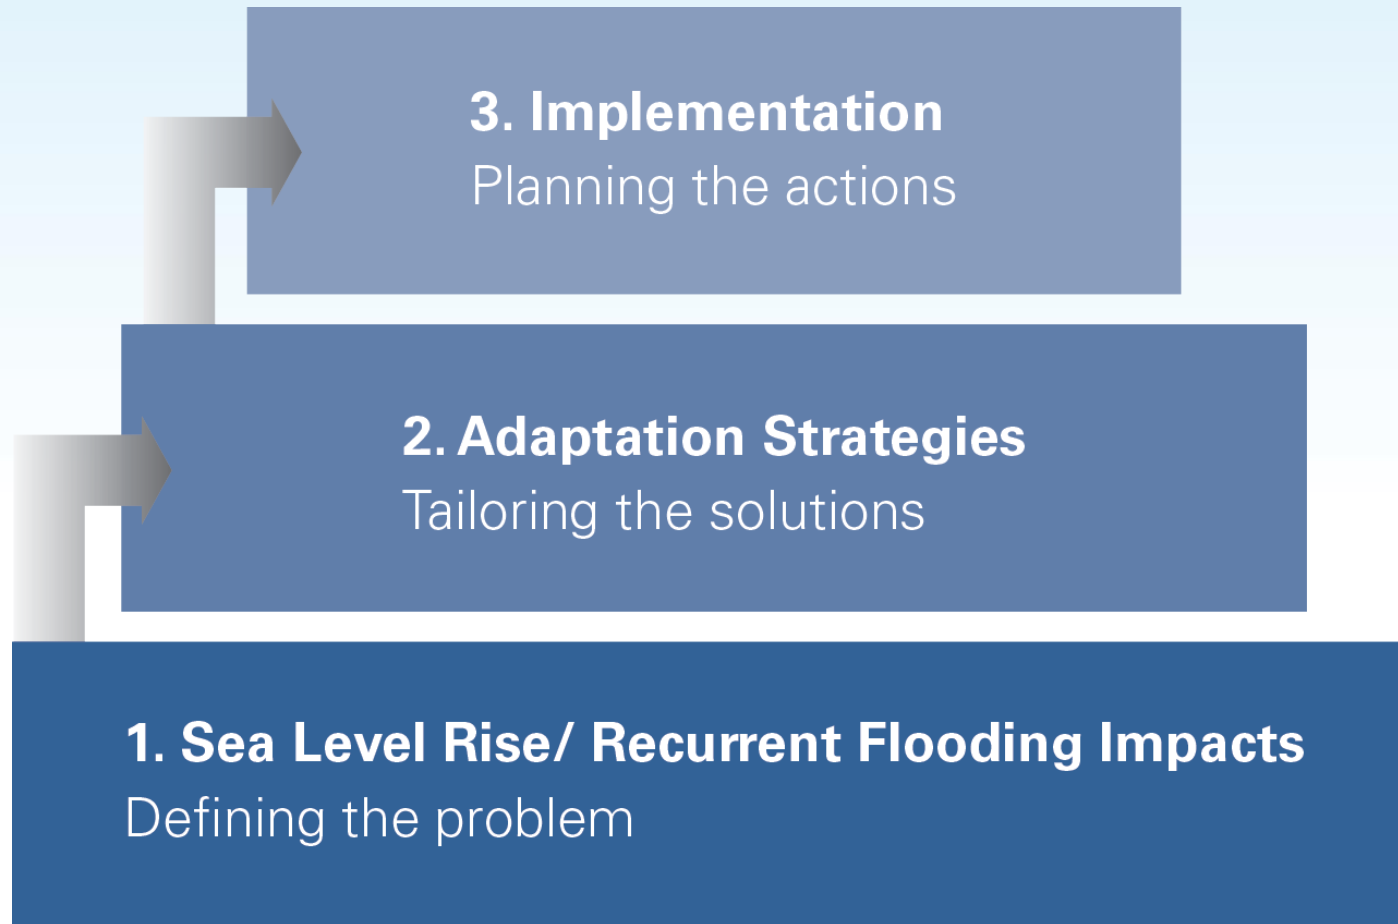 3. Implementation
Planning the actions
2. Adaptation Strategies
Tailoring the solutions
1. Sea Level Rise/ Recurrent Flooding Impacts
Defining the problem